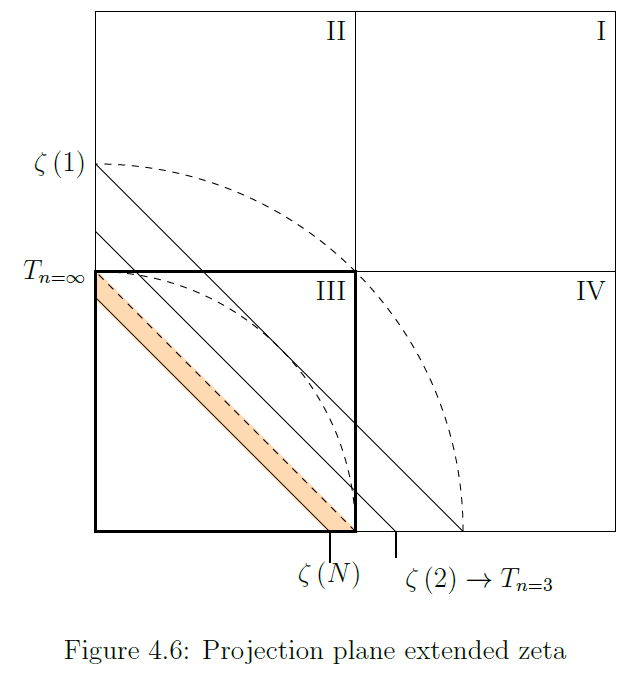 II
I
ζ (1)
T_{n=∞}
III
IV
ζ (N)
ζ (2) → T_{n=3}
Figure 4.6: Projection plane extended zeta